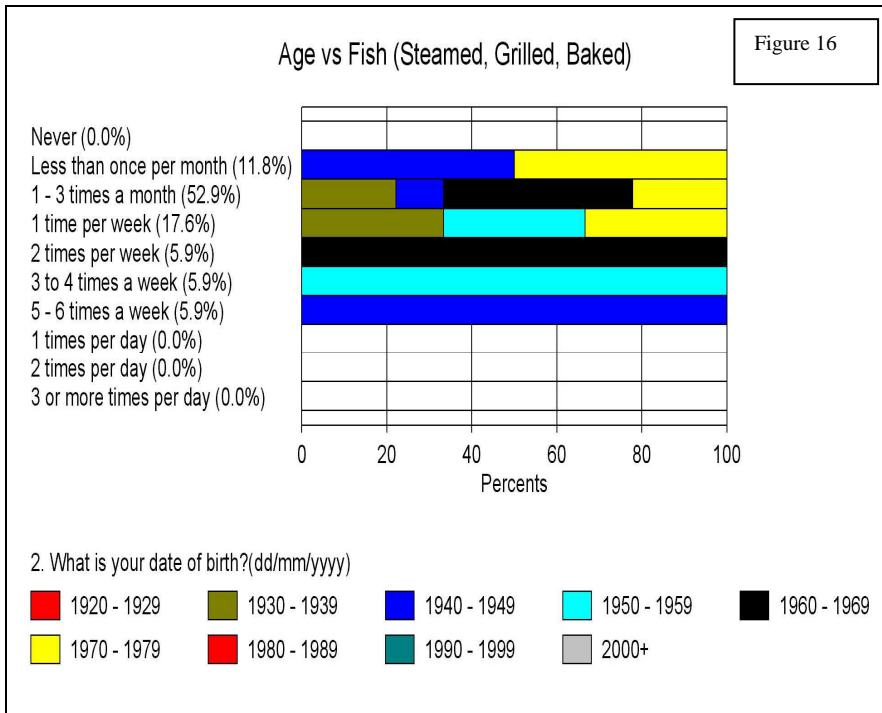 Age vs Fish (Steamed, Grilled, Baked)
Figure 16
Never (0.0%)
Less than once per month (11.8%)
1 - 3 times a month (52.9%)
1 time per week (17.6%)
2 times per week (5.9%)
3 to 4 times a week (5.9%)
5 - 6 times a week (5.9%)
1 times per day (0.0%)
2 times per day (0.0%)
3 or more times per day (0.0%)
0 20 40 60 80 100
Percents
2. What is your date of birth?(dd/mm/yyyy)
1920 - 1929 1930 - 1939 1940 - 1949 1950 - 1959 1960 - 1969
1970 - 1979 1980 - 1989 1990 - 1999 2000+